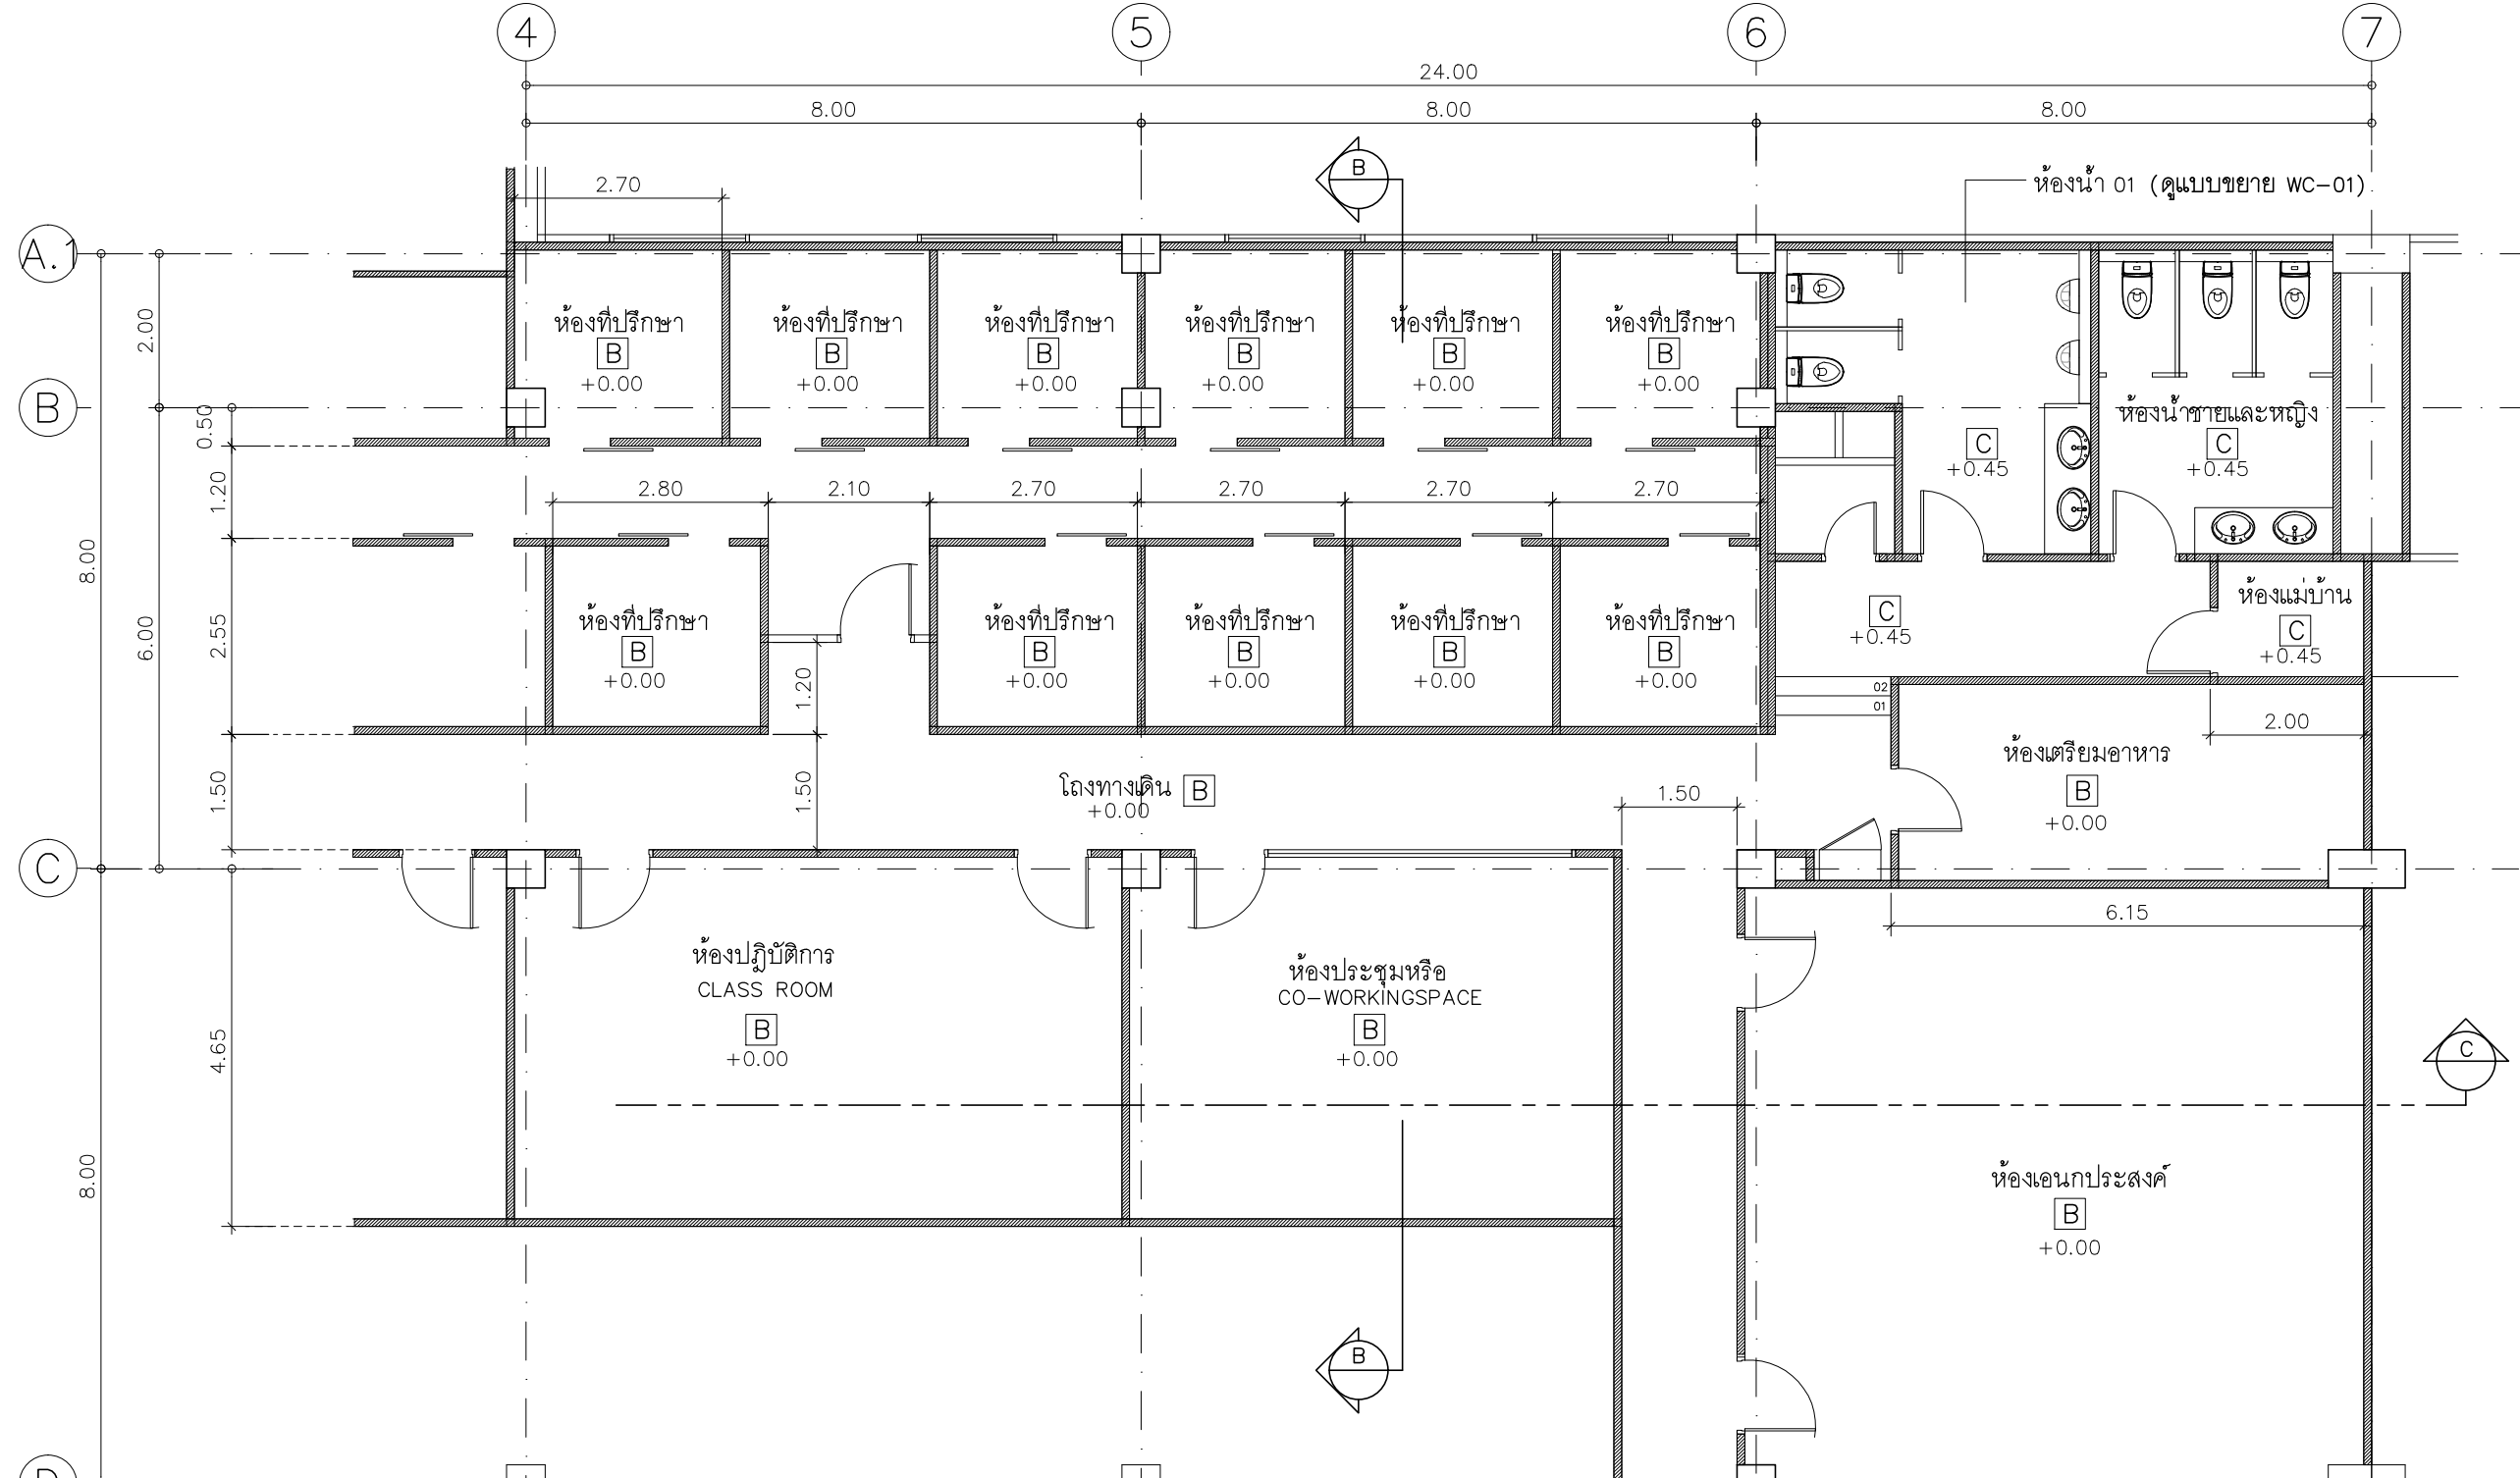 4
5
6
7
24.00
8.00
8.00
8.00
B
ห้องน้ำ 01 (ดูแบบขยาย WC-01)
2.70
A.1
2.00
ห้องที่ปรึกษา
B
+0.00
ห้องที่ปรึกษา
B
+0.00
ห้องที่ปรึกษา
B
+0.00
ห้องที่ปรึกษา
B
+0.00
ห้องที่ปรึกษา
B
+0.00
ห้องที่ปรึกษา
B
+0.00
B
0.50
C
+0.45
ห้องน้ำชายและหญิง
C
+0.45
1.20
2.80
2.10
2.70
2.70
2.70
2.70
8.00
6.00
2.55
ห้องที่ปรึกษา
B
+0.00
1.20
ห้องที่ปรึกษา
B
+0.00
ห้องที่ปรึกษา
B
+0.00
ห้องที่ปรึกษา
B
+0.00
ห้องที่ปรึกษา
B
+0.00
C
+0.45
ห้องแม่บ้าน
C
+0.45
02
01
2.00
1.50
1.50
โถงทางเดิน B
+0.00
1.50
ห้องเตรียมอาหาร
B
+0.00
C
6.15
8.00
4.65
ห้องปฏิบัติการ
CLASS ROOM
B
+0.00
ห้องประชุมหรือ
CO-WORKINGSPACE
B
+0.00
C
ห้องเอนกประสงค์
B
+0.00
B